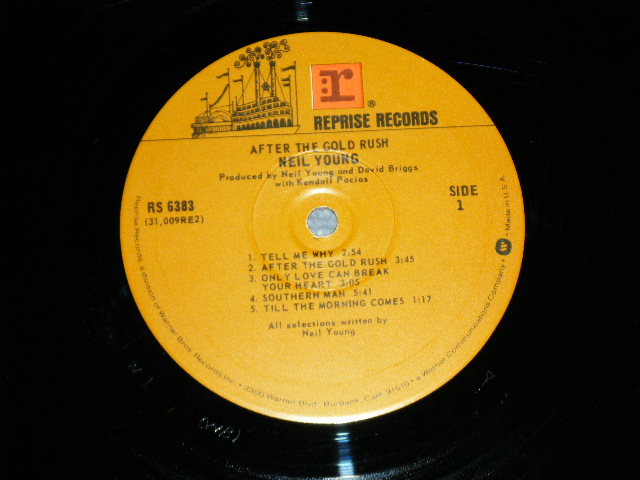 r
REPRISE RECORDS ®
AFTER THE GOLD RUSH
NEIL YOUNG
Produced by Neil Young and David Briggs
with Kendall Pacios
RS 6383
(31,009RE2)
SIDE
1
1. TELL ME WHY 2:54
2. AFTER THE GOLD RUSH 3:45
3. ONLY LOVE CAN BREAK
YOUR HEART 3:05
4. SOUTHERN MAN 5:41
5. TILL THE MORNING COMES 1:17
All selections written by
Neil Young
Reprise Records, a division of Warner Bros. Records Inc. • 3300 Warner Blvd., Burbank, Calif. 91510 • a Warner Communications Company • Made in U.S.A.